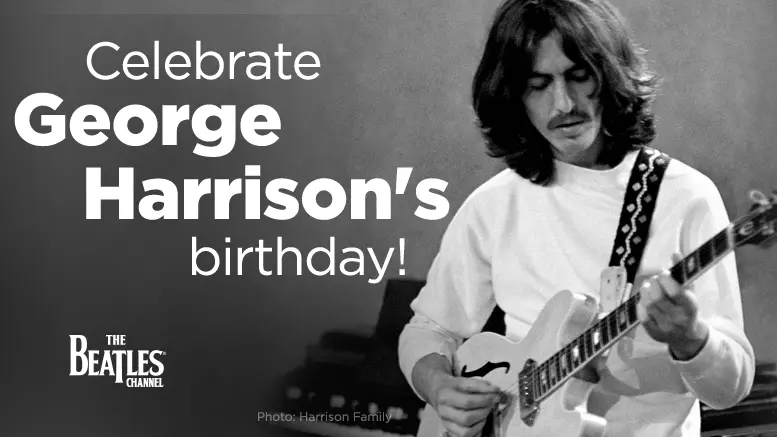 Celebrate
George
Harrison's
birthday!
THE
BEATLES
CHANNEL
Photo: Harrison Family